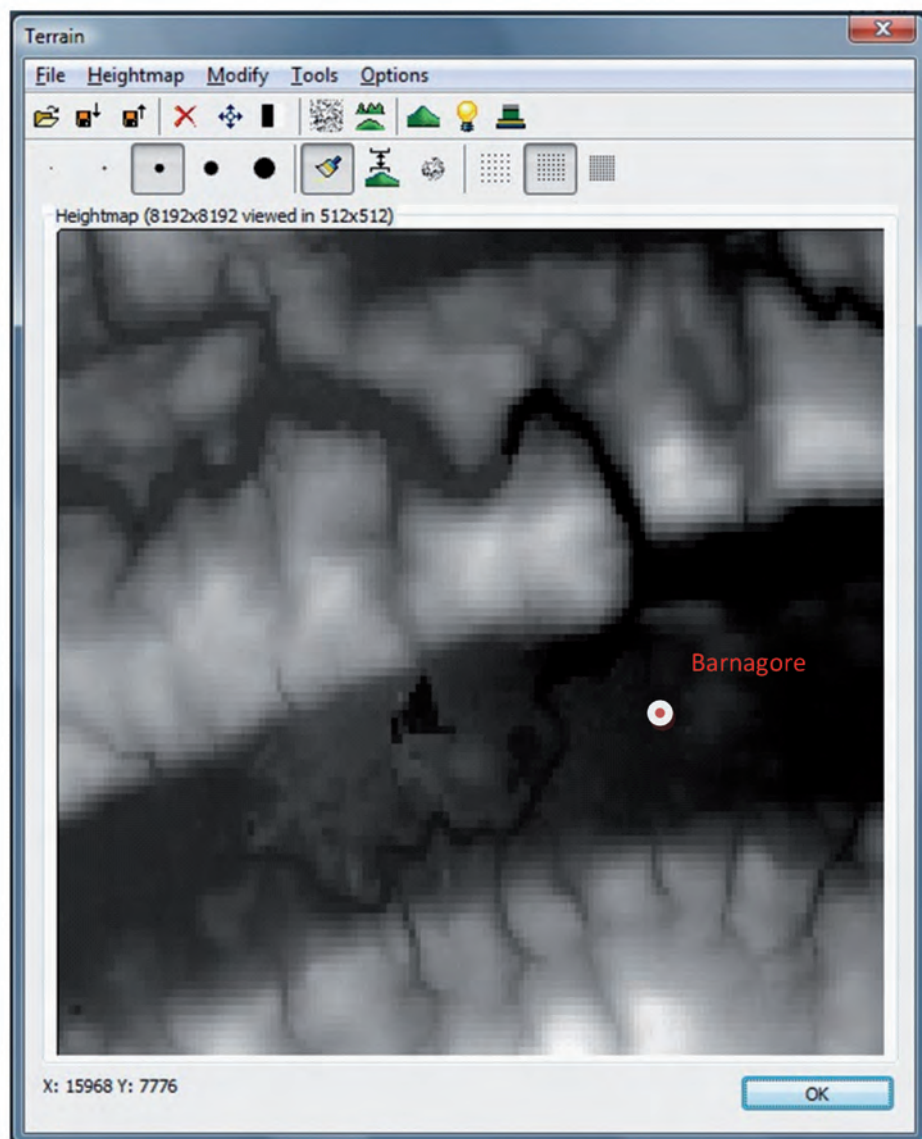 Terrain
File Heightmap Modify Tools Options
Heightmap (8192x8192 viewed in 512x512)
Barnagore
X: 15968 Y: 7776
OK